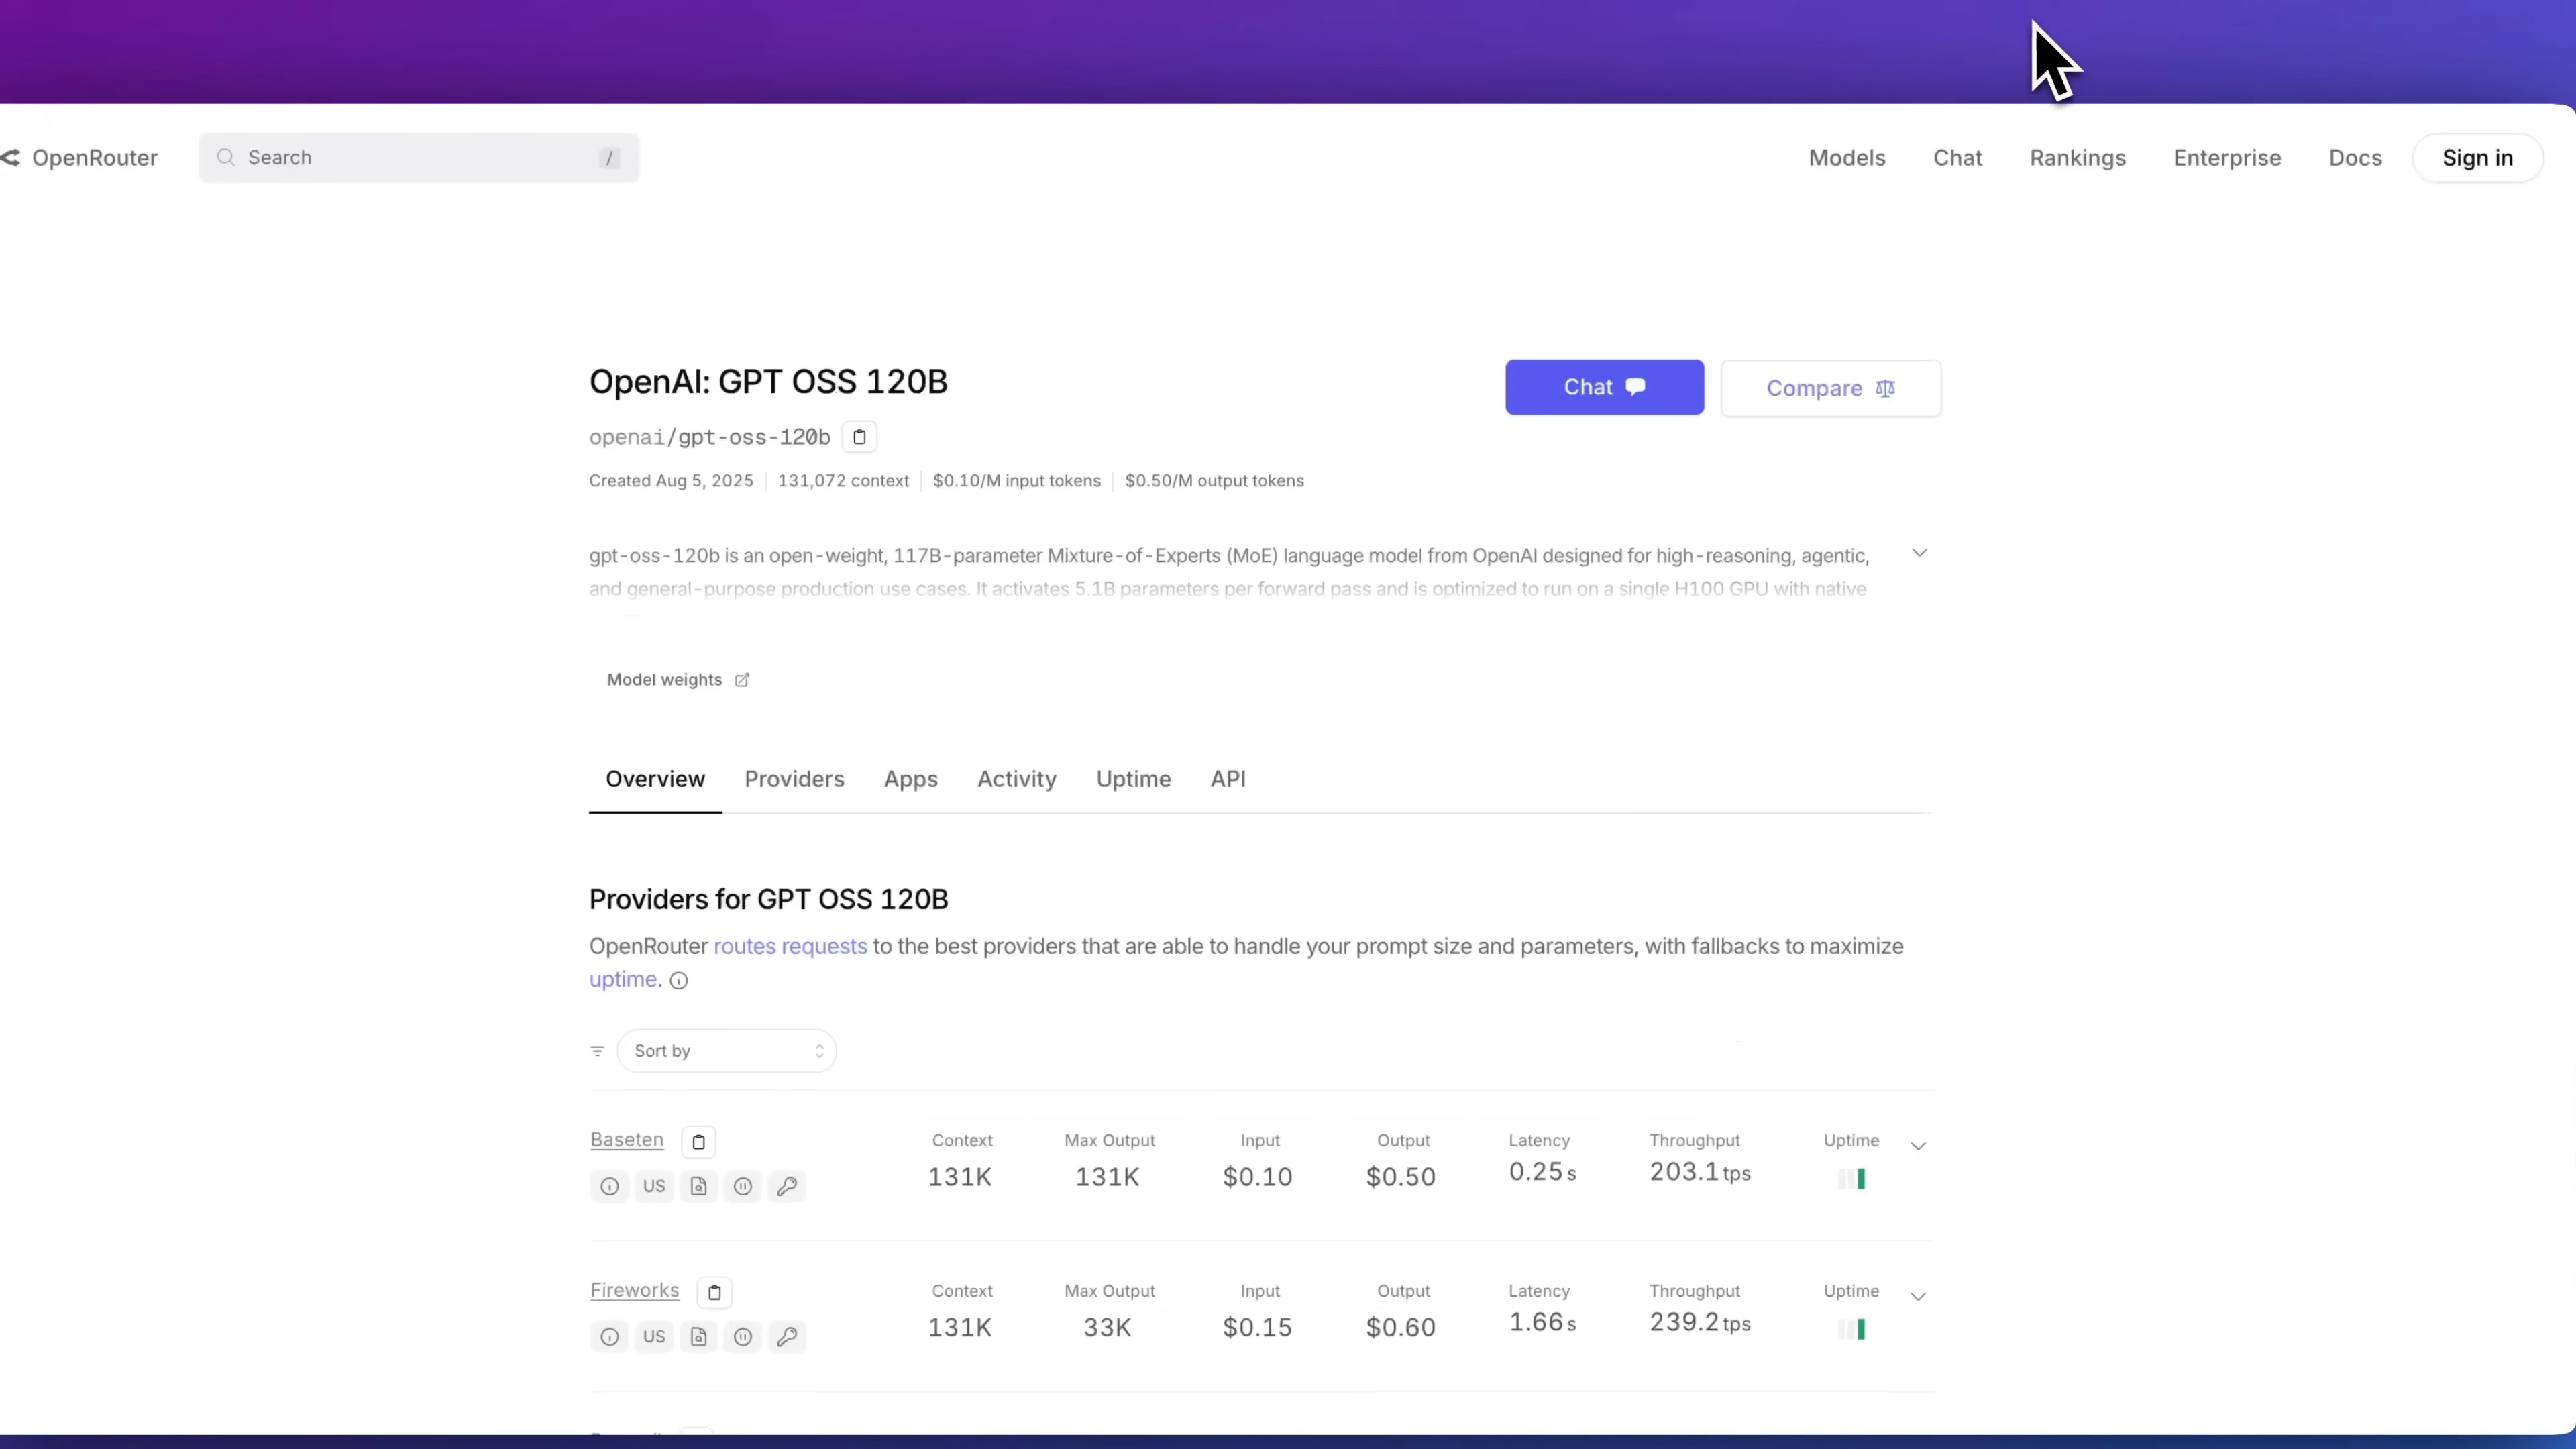 OpenRouter
Search /
Models Chat Rankings Enterprise Docs Sign in
OpenAI: GPT OSS 120B
Chat Compare
openai/gpt-oss-120b
Created Aug 5, 2025 131,072 context $0.10/M input tokens $0.50/M output tokens
gpt-oss-120b is an open-weight, 117B-parameter Mixture-of-Experts (MoE) language model from OpenAI designed for high-reasoning, agentic,
and general-purpose production use cases. It activates 5.1B parameters per forward pass and is optimized to run on a single H100 GPU with native
Model weights
Overview Providers Apps Activity Uptime API
Providers for GPT OSS 120B
OpenRouter routes requests to the best providers that are able to handle your prompt size and parameters, with fallbacks to maximize
uptime.
Sort by
Baseten Context Max Output Input Output Latency Throughput Uptime
US 131K 131K $0.10 $0.50 0.25 s 203.1 tps
Fireworks Context Max Output Input Output Latency Throughput Uptime
US 131K 33K $0.15 $0.60 1.66 s 239.2 tps